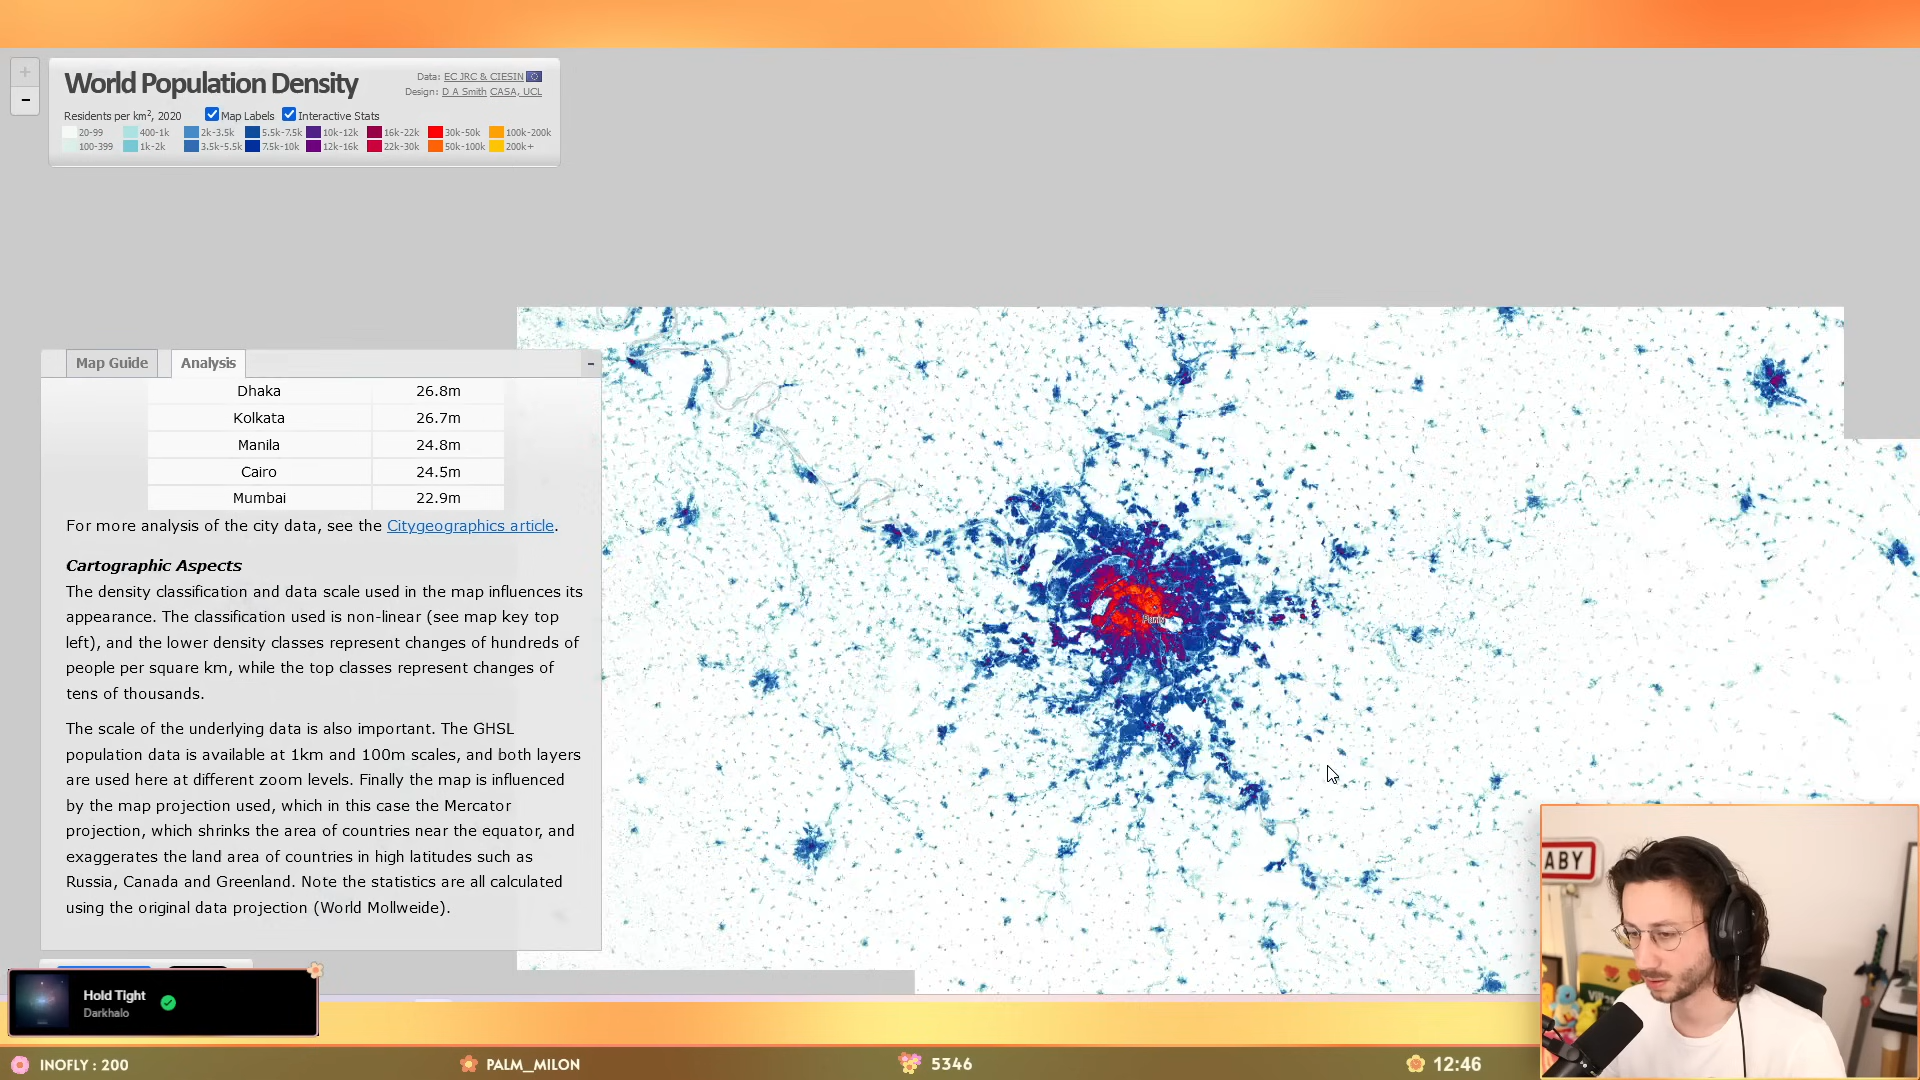 World Population Density
Data: EC JRC & CIESIN
Design: D A Smith CASA, UCL
Residents per km², 2020
Map Labels
Interactive Stats
20-99
400-1k
2k-3.5k
5.5k-7.5k
10k-12k
16k-22k
30k-50k
100k-200k
100-399
1k-2k
3.5k-5.5k
7.5k-10k
12k-16k
22k-30k
50k-100k
200k+
Map Guide
Analysis
Dhaka 26.8m
Kolkata 26.7m
Manila 24.8m
Cairo 24.5m
Mumbai 22.9m
For more analysis of the city data, see the Citygeographics article.
Cartographic Aspects
The density classification and data scale used in the map influences its
appearance. The classification used is non-linear (see map key top
left), and the lower density classes represent changes of hundreds of
people per square km, while the top classes represent changes of
tens of thousands.
The scale of the underlying data is also important. The GHSL
population data is available at 1km and 100m scales, and both layers
are used here at different zoom levels. Finally the map is influenced
by the map projection used, which in this case the Mercator
projection, which shrinks the area of countries near the equator, and
exaggerates the land area of countries in high latitudes such as
Russia, Canada and Greenland. Note the statistics are all calculated
using the original data projection (World Mollweide).
Paris
ABY
Hold Tight
Darkhalo
INOFLY : 200
PALM_MILON
5346
12:46